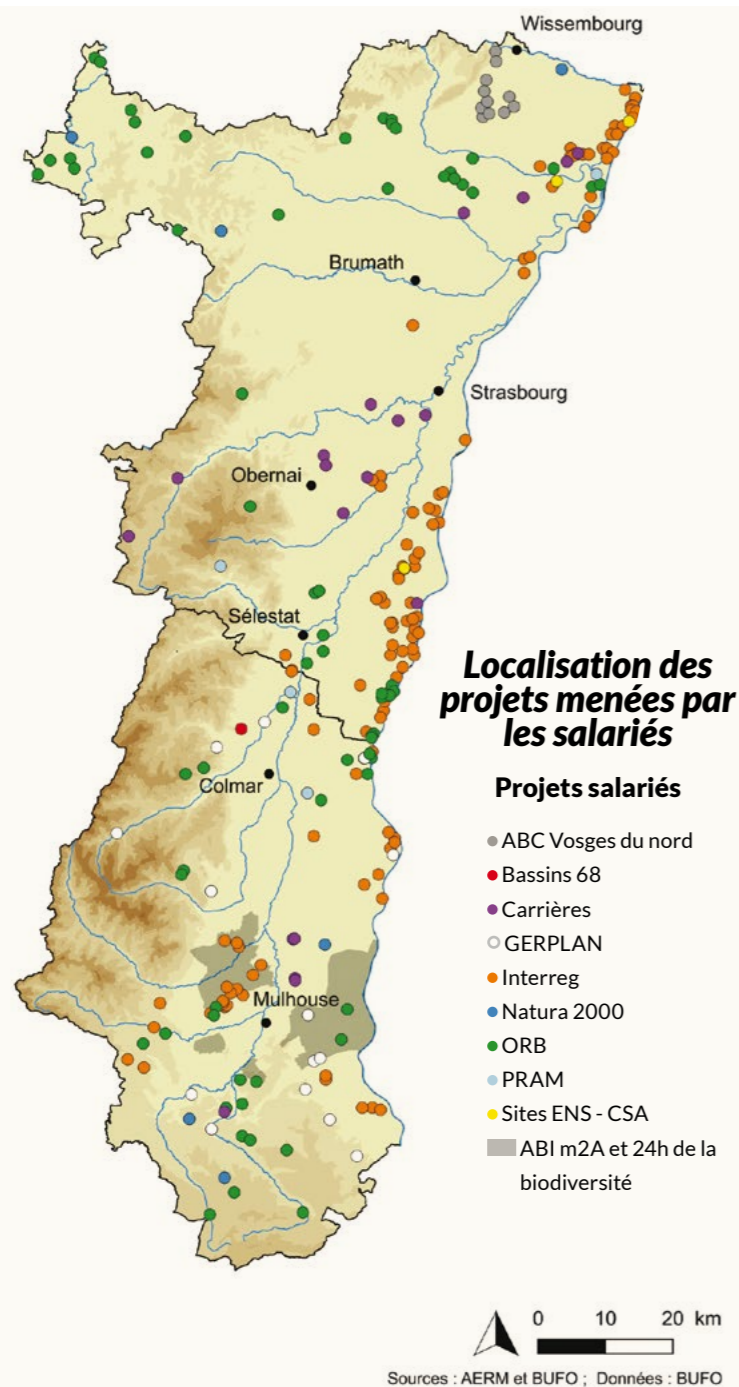 Wissembourg
Brumath
Strasbourg
Obernai
Sélestat
Localisation des
projets menées par
les salariés
Projets salariés
Colmar
ABC Vosges du nord
Bassins 68
Carrières
GERPLAN
Interreg
Mulhouse
Natura 2000
ORB
PRAM
Sites ENS - CSA
ABI m2A et 24h de la
biodiversité
0 10 20 km
Sources : AERM et BUFO ; Données : BUFO